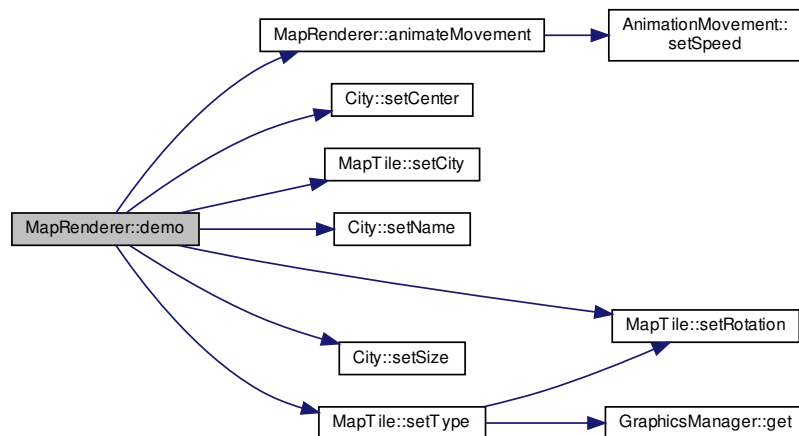 MapRenderer::animateMovement
AnimationMovement::
setSpeed
City::setCenter
MapTile::setCity
MapRenderer::demo
City::setName
MapTile::setRotation
City::setSize
MapTile::setType
GraphicsManager::get